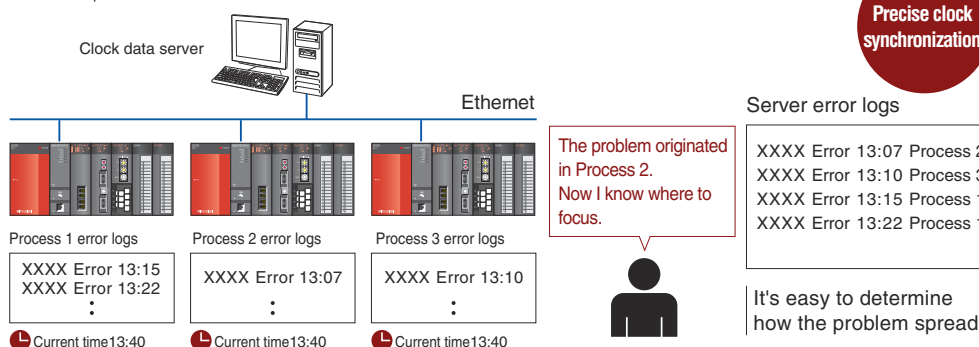 Precise clock
synchronization
Clock data server
Ethernet
Server error logs
The problem originated
in Process 2.
Now I know where to
focus.
XXXX Error 13:07 Process 2
XXXX Error 13:10 Process 3
XXXX Error 13:15 Process 1
XXXX Error 13:22 Process 1
Process 1 error logs
XXXX Error 13:15
XXXX Error 13:22
Current time13:40
Process 2 error logs
XXXX Error 13:07
Current time13:40
Process 3 error logs
XXXX Error 13:10
Current time13:40
It's easy to determine
how the problem spread